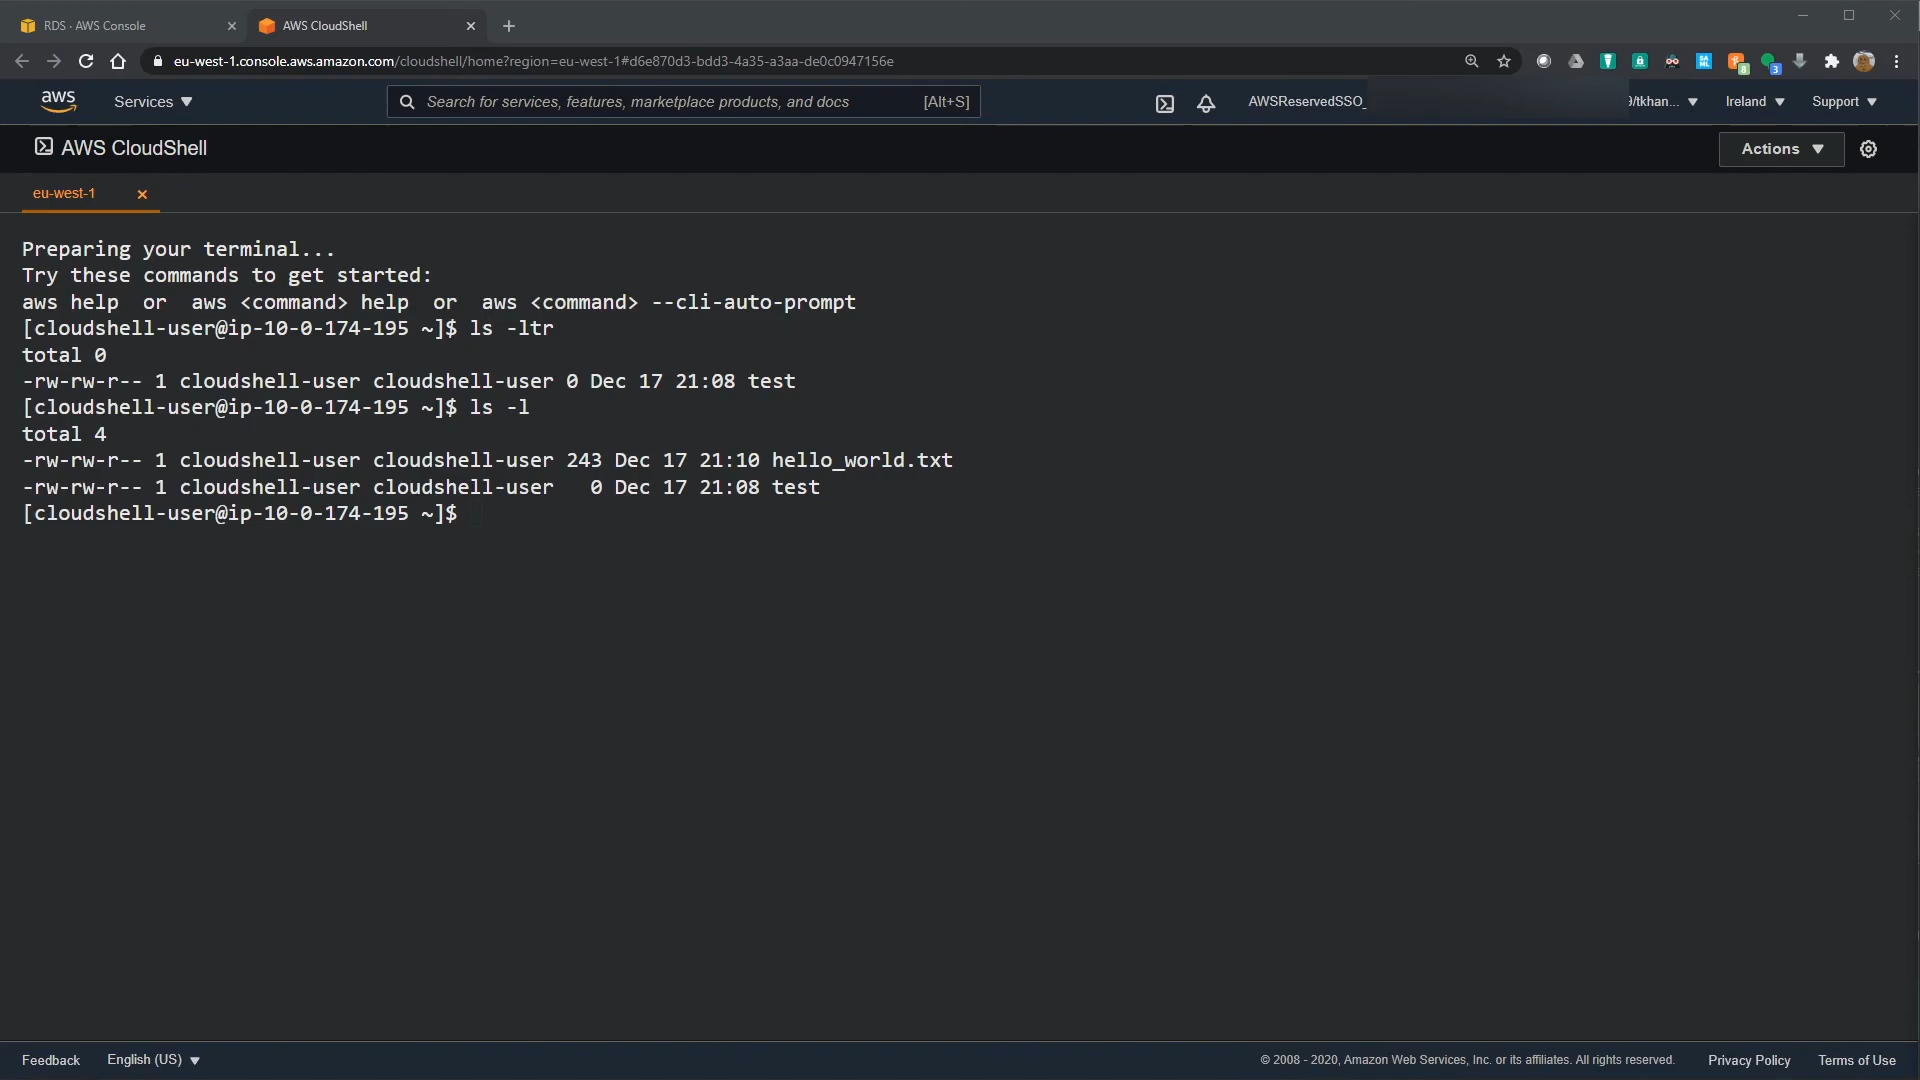 RDS · AWS Console
AWS CloudShell
eu-west-1.console.aws.amazon.com/cloudshell/home?region=eu-west-1#d6e870d3-bdd3-4a35-a3aa-de0c0947156e
aws Services Search for services, features, marketplace products, and docs [Alt+S] AWSReservedSSO_ 9/tkhan... Ireland Support
AWS CloudShell Actions
eu-west-1
Preparing your terminal...
Try these commands to get started:
aws help  or  aws <command> help  or  aws <command> --cli-auto-prompt
[cloudshell-user@ip-10-0-174-195 ~]$ ls -ltr
total 0
-rw-rw-r-- 1 cloudshell-user cloudshell-user 0 Dec 17 21:08 test
[cloudshell-user@ip-10-0-174-195 ~]$ ls -l
total 4
-rw-rw-r-- 1 cloudshell-user cloudshell-user 243 Dec 17 21:10 hello_world.txt
-rw-rw-r-- 1 cloudshell-user cloudshell-user   0 Dec 17 21:08 test
[cloudshell-user@ip-10-0-174-195 ~]$
Feedback English (US) © 2008 - 2020, Amazon Web Services, Inc. or its affiliates. All rights reserved. Privacy Policy Terms of Use